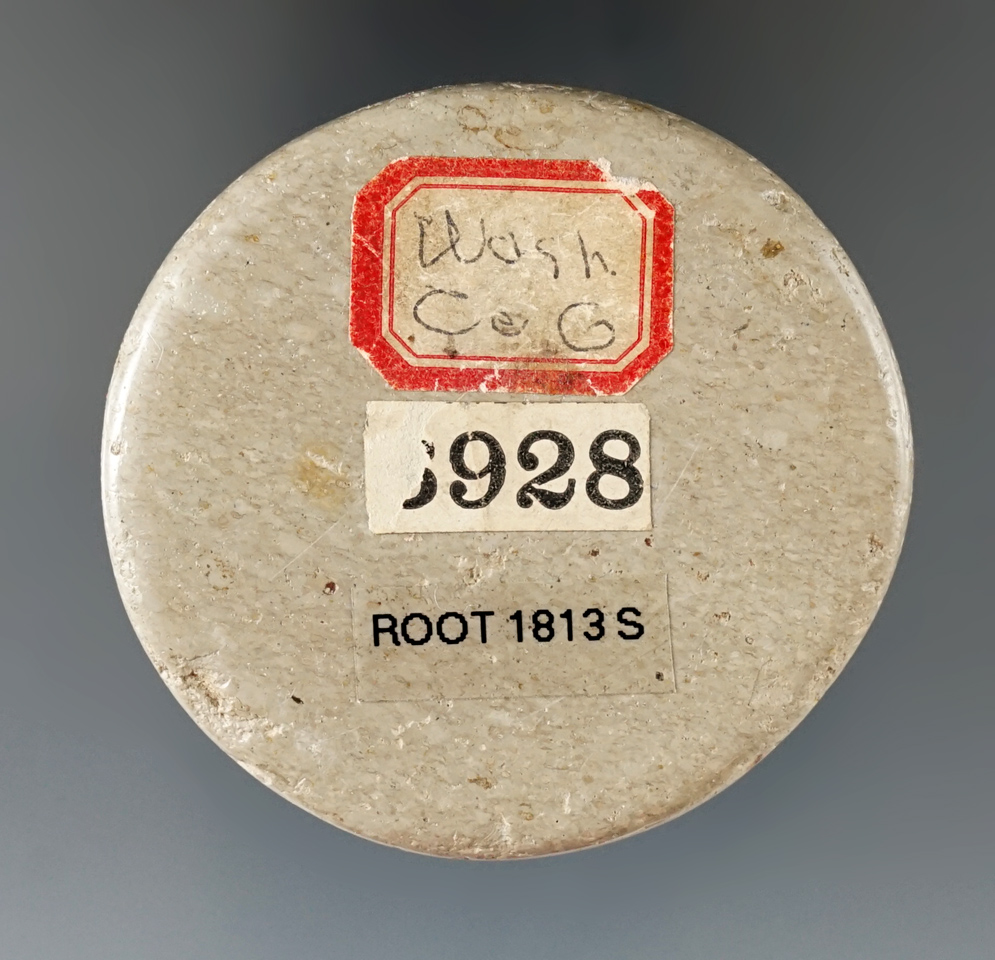 Wash.
Co G
928
ROOT 1813 S